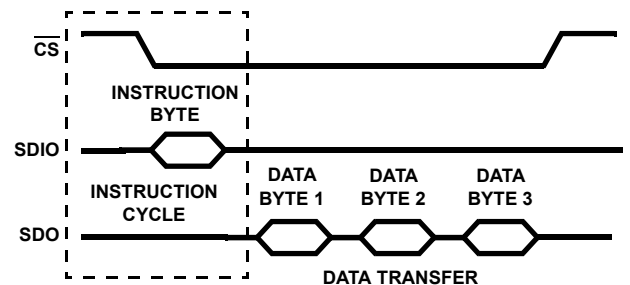 CS
INSTRUCTION
BYTE
SDIO
INSTRUCTION
CYCLE
DATA
BYTE 1
DATA
BYTE 2
DATA
BYTE 3
SDO
DATA TRANSFER